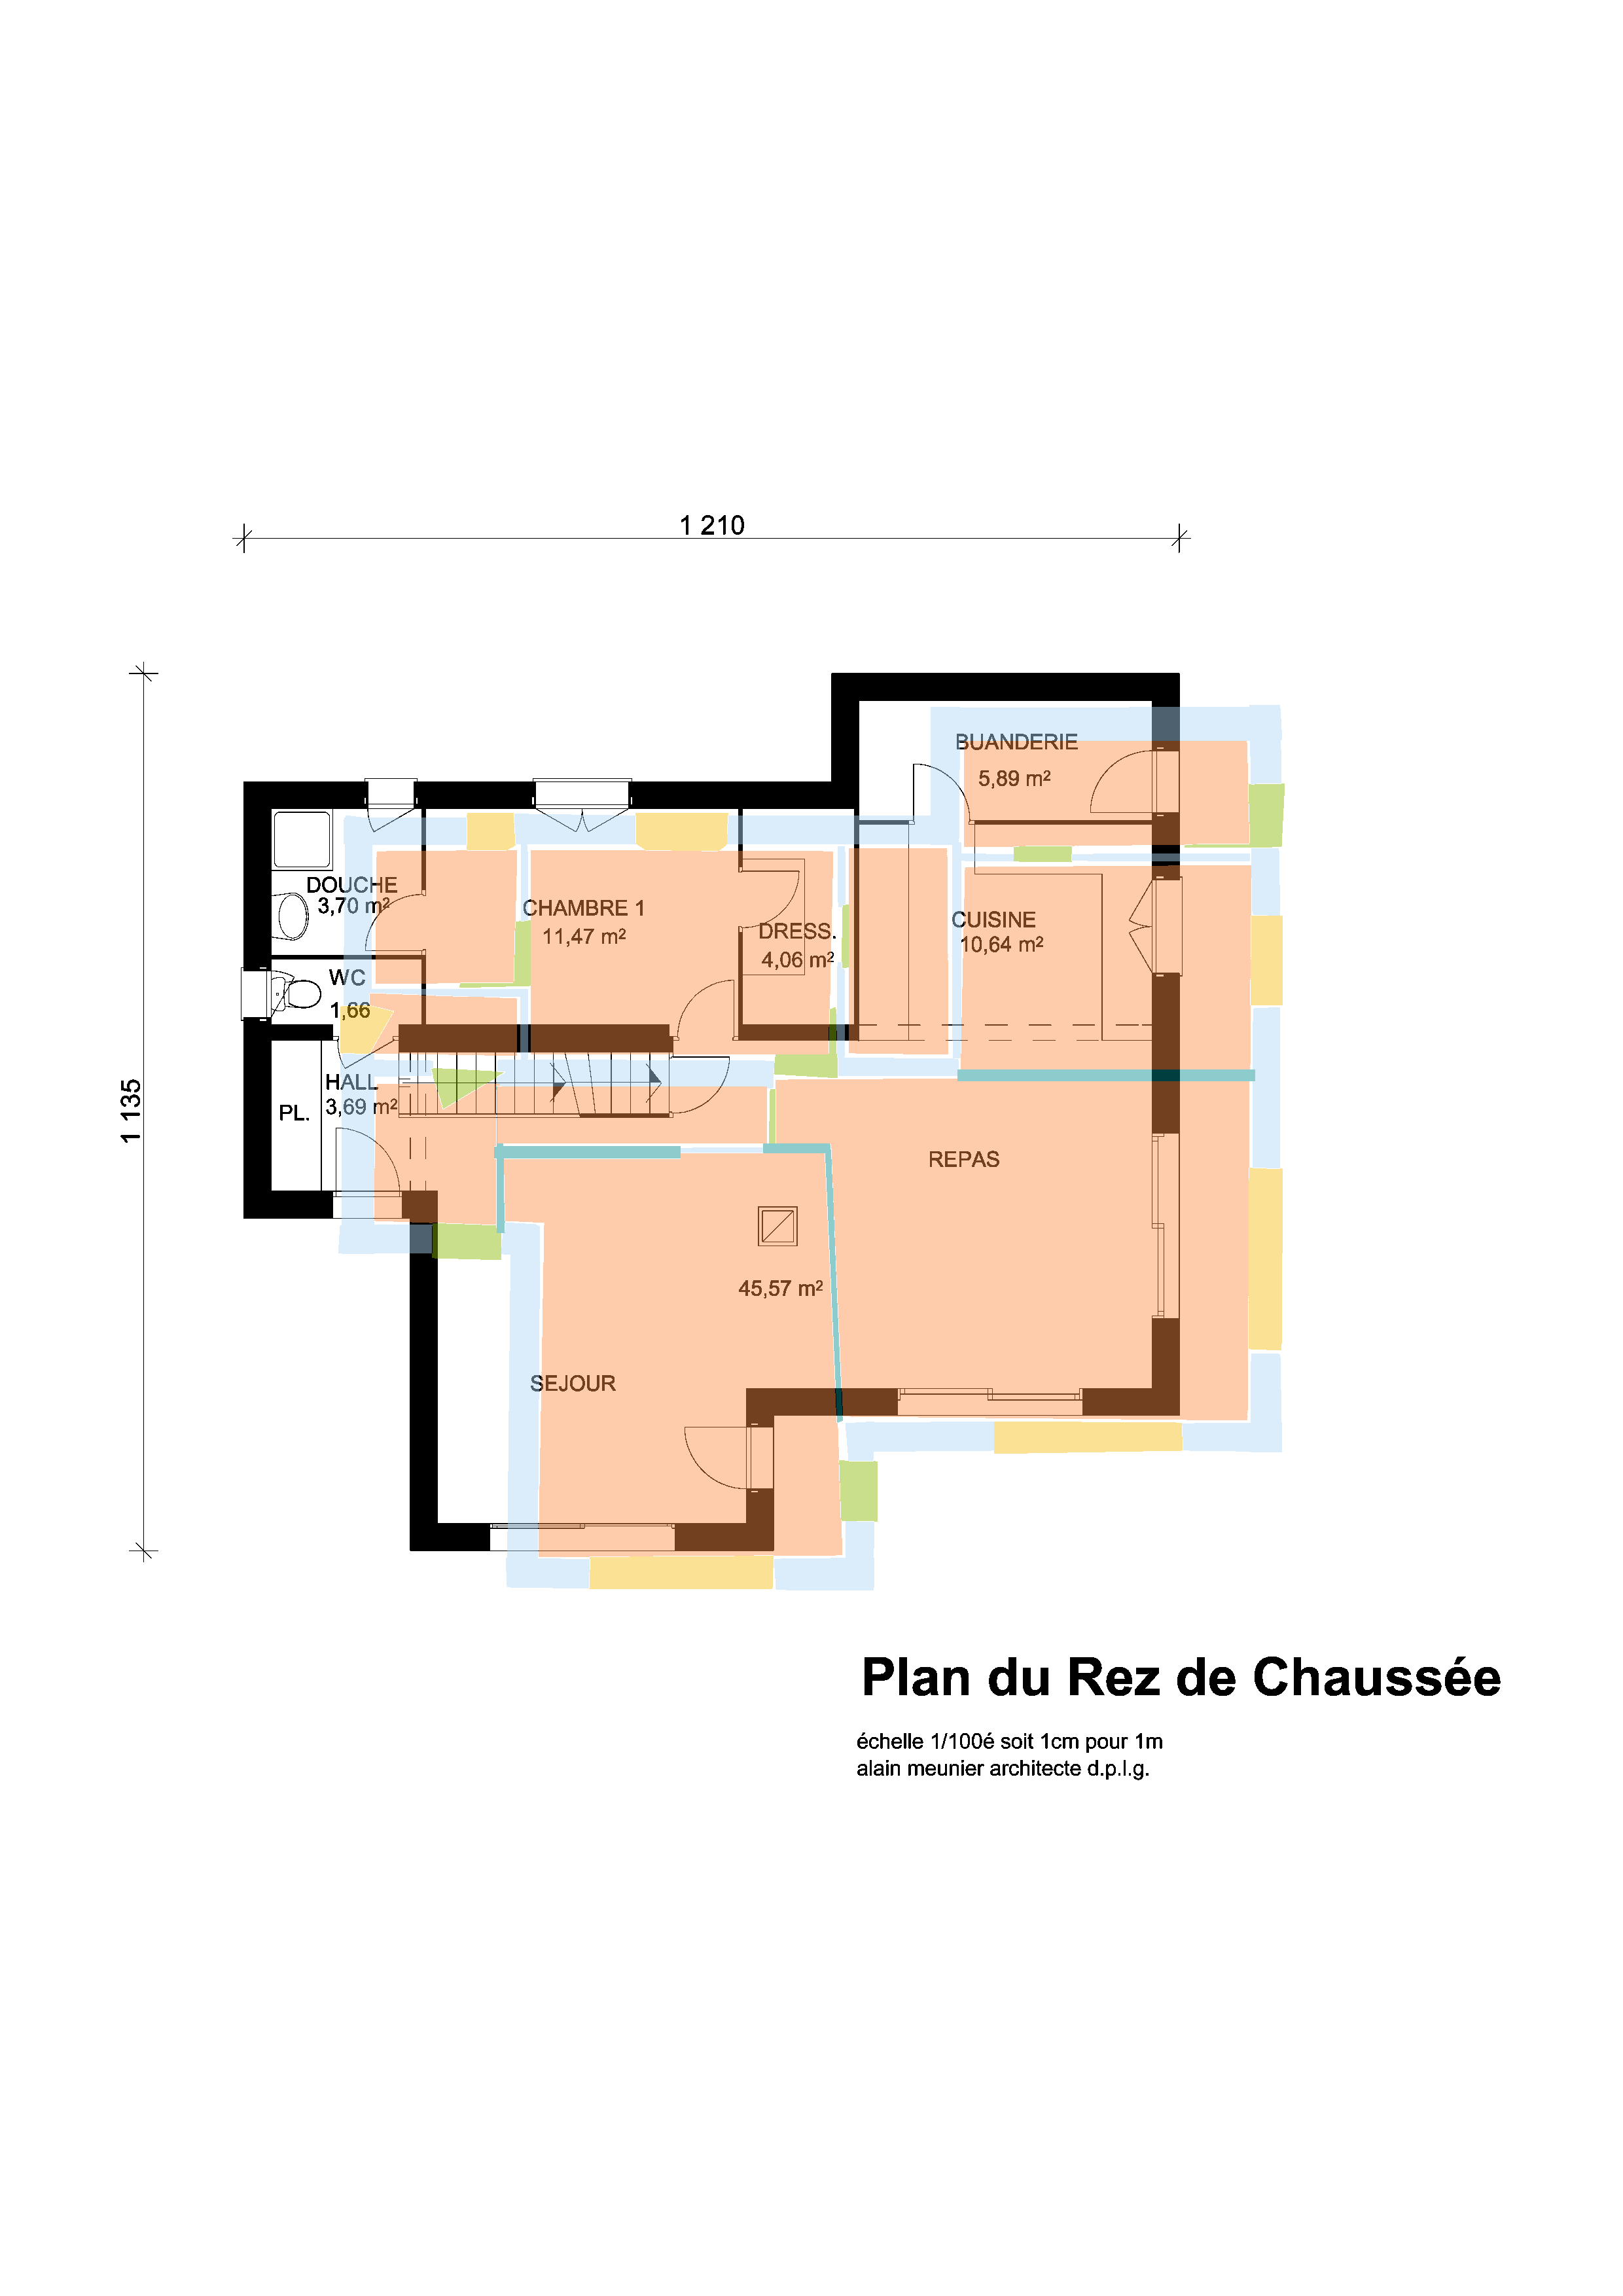 1 210
1 135
BUANDERIE
5,89 m²
DOUCHE
3,70 m²
CHAMBRE 1
11,47 m²
DRESS.
4,06 m²
CUISINE
10,64 m²
WC
1,66
HALL
3,69 m²
PL.
REPAS
45,57 m²
SEJOUR
Plan du Rez de Chaussée
échelle 1/100é soit 1cm pour 1m
alain meunier architecte d.p.l.g.